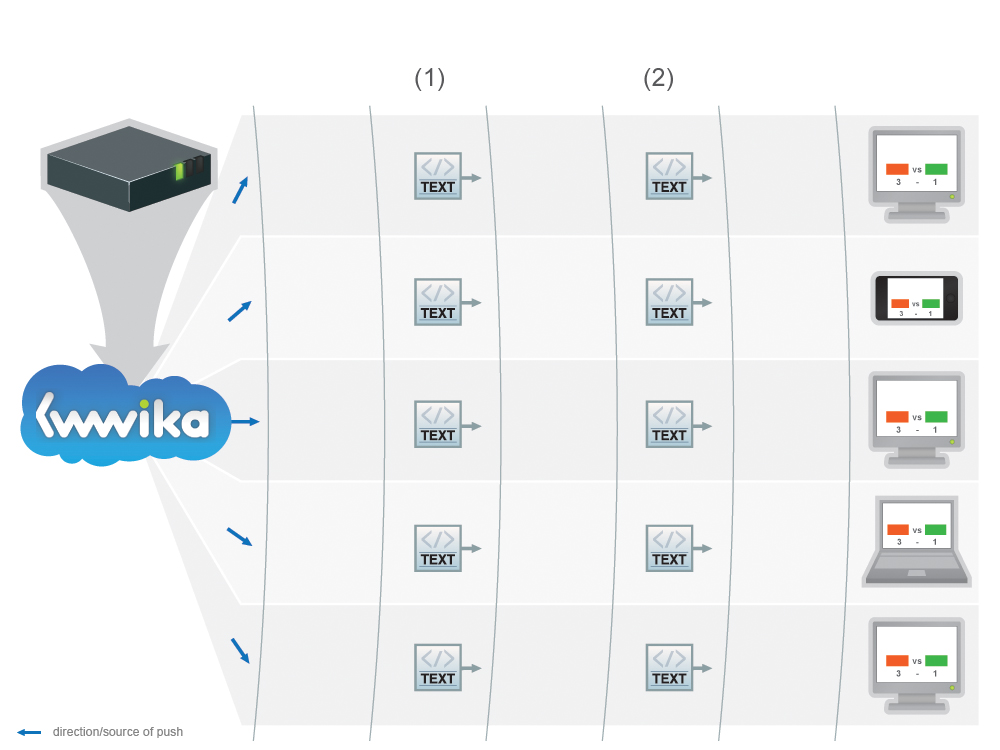 (1) (2)
TEXT TEXT
vs
3 - 1
TEXT TEXT
vs
3 - 1
kwwika
TEXT TEXT
vs
3 - 1
TEXT TEXT
vs
3 - 1
TEXT TEXT
vs
3 - 1
direction/source of push